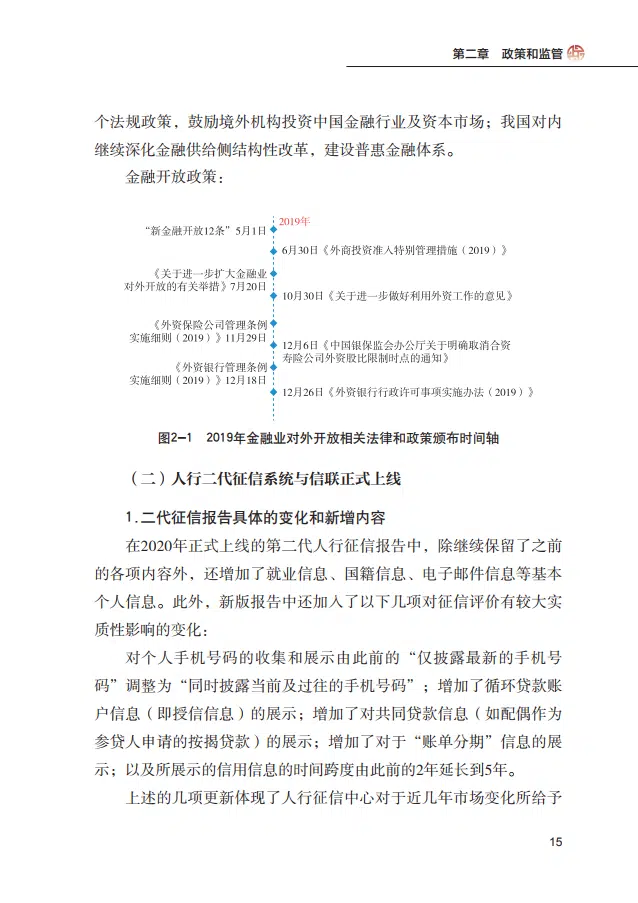 第二章 政策和监管
个法规政策，鼓励境外机构投资中国金融行业及资本市场；我国对内
继续深化金融供给侧结构性改革，建设普惠金融体系。
金融开放政策：
2019年
“新金融开放12条”5月1日
6月30日《外商投资准入特别管理措施（2019）》
《关于进一步扩大金融业
对外开放的有关举措》7月20日
10月30日《关于进一步做好利用外资工作的意见》
《外资保险公司管理条例
实施细则（2019）》11月29日
12月6日《中国银保监会办公厅关于明确取消合资
寿险公司外资股比限制时点的通知》
《外资银行管理条例
实施细则（2019）》12月18日
12月26日《外资银行行政许可事项实施办法（2019）》
图2-1 2019年金融业对外开放相关法律和政策颁布时间轴
（二）人行二代征信系统与信联正式上线
1.二代征信报告具体的变化和新增内容
在2020年正式上线的第二代人行征信报告中，除继续保留了之前
的各项内容外，还增加了就业信息、国籍信息、电子邮件信息等基本
个人信息。此外，新版报告中还加入了以下几项对征信评价有较大实
质性影响的变化：
对个人手机号码的收集和展示由此前的“仅披露最新的手机号
码”调整为“同时披露当前及过往的手机号码”；增加了循环贷款账
户信息（即授信信息）的展示；增加了对共同贷款信息（如配偶作为
参贷人申请的按揭贷款）的展示；增加了对于“账单分期”信息的展
示；以及所展示的信用信息的时间跨度由此前的2年延长到5年。
上述的几项更新体现了人行征信中心对于近几年市场变化所给予
15